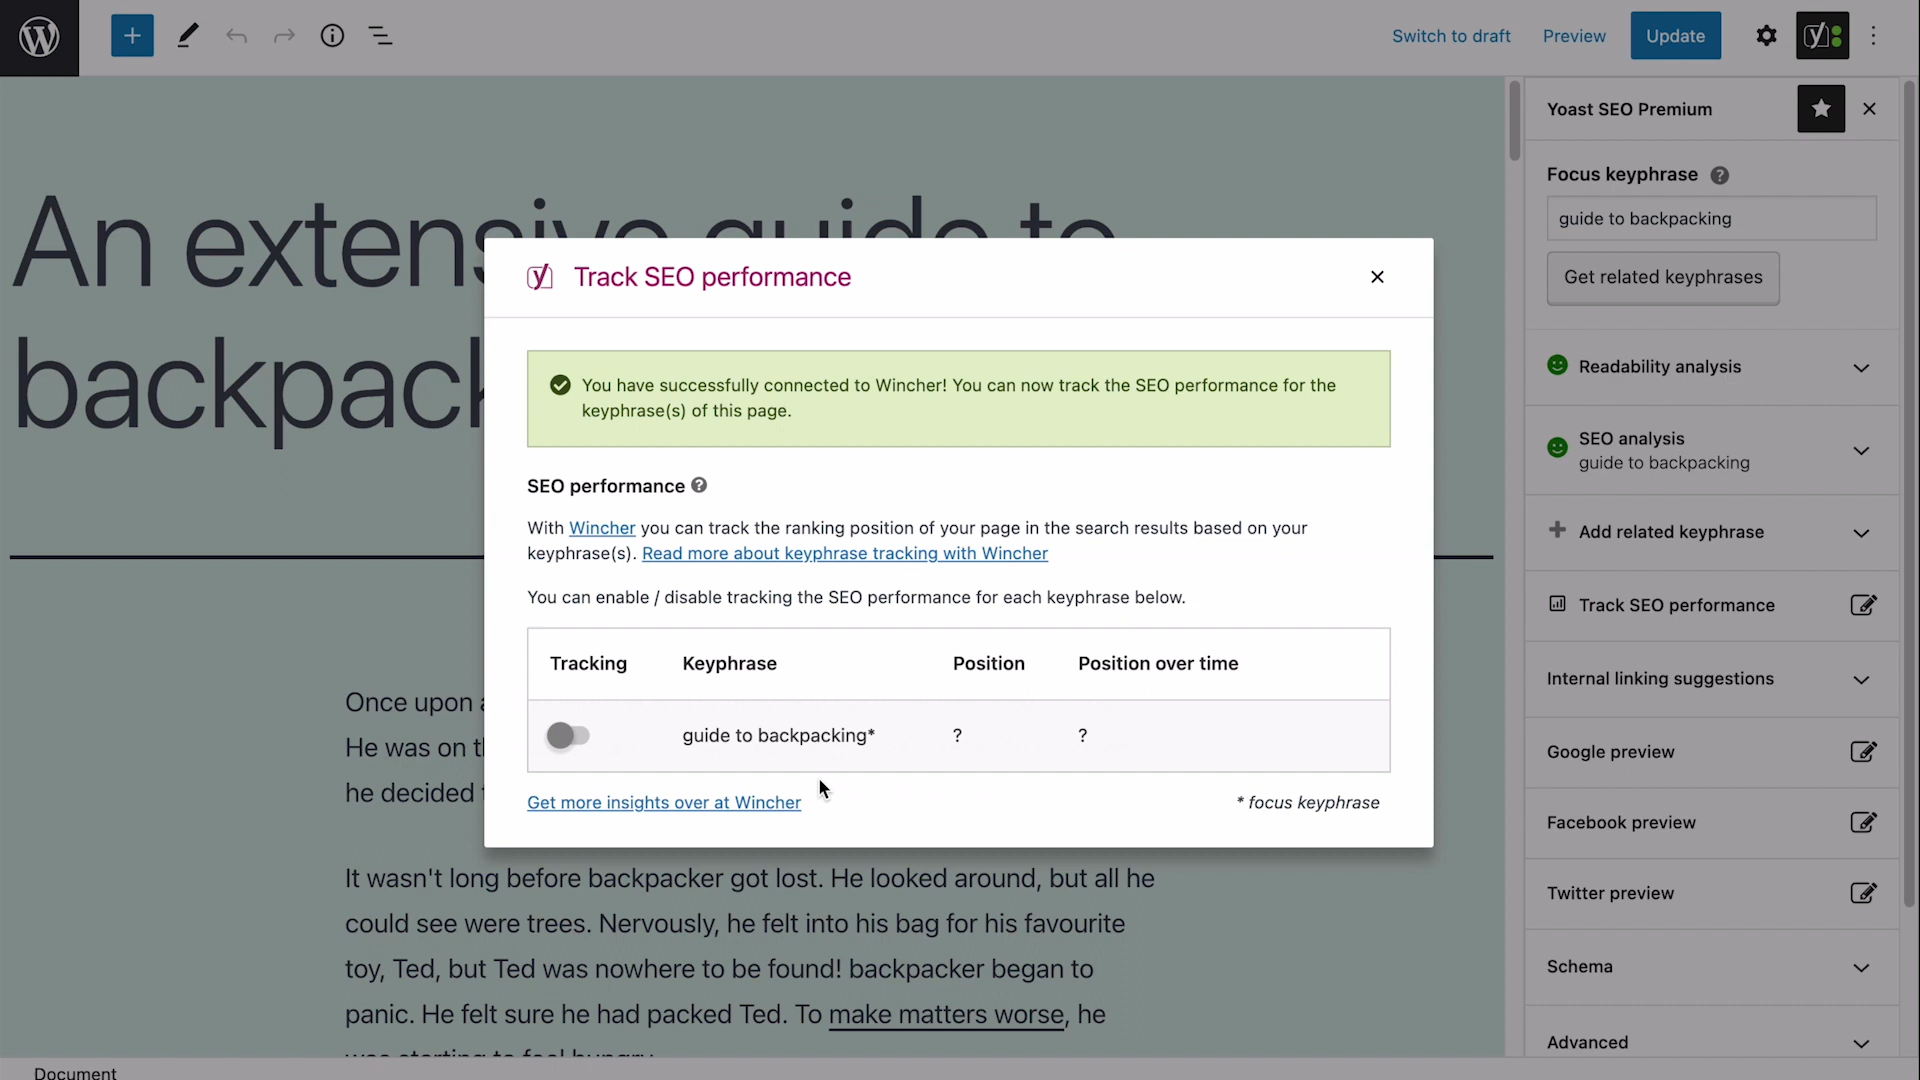 Switch to draft
Preview
Update
Yoast SEO Premium
Focus keyphrase
guide to backpacking
Get related keyphrases
Readability analysis
SEO analysis
guide to backpacking
Add related keyphrase
Track SEO performance
Internal linking suggestions
Google preview
Facebook preview
Twitter preview
Schema
Advanced
An extensive guide to
backpack
Track SEO performance
You have successfully connected to Wincher! You can now track the SEO performance for the
keyphrase(s) of this page.
SEO performance
With Wincher you can track the ranking position of your page in the search results based on your
keyphrase(s). Read more about keyphrase tracking with Wincher
You can enable / disable tracking the SEO performance for each keyphrase below.
Tracking Keyphrase Position Position over time
guide to backpacking* ? ?
Get more insights over at Wincher
* focus keyphrase
Once upon
He was on
he decided
It wasn't long before backpacker got lost. He looked around, but all he
could see were trees. Nervously, he felt into his bag for his favourite
toy, Ted, but Ted was nowhere to be found! backpacker began to
panic. He felt sure he had packed Ted. To make matters worse, he
was starting to feel hungry.
Document